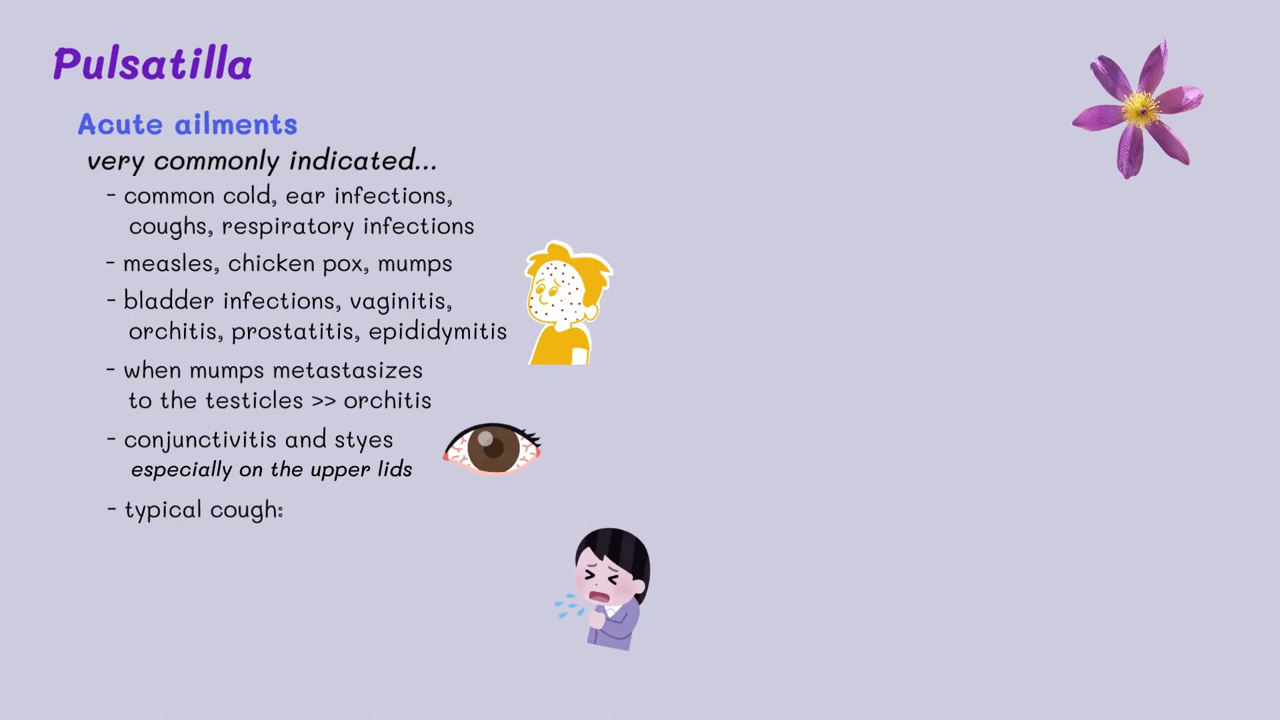 Pulsatilla
Acute ailments
very commonly indicated...
- common cold, ear infections,
coughs, respiratory infections
- measles, chicken pox, mumps
- bladder infections, vaginitis,
orchitis, prostatitis, epididymitis
- when mumps metastasizes
to the testicles >> orchitis
- conjunctivitis and styes
especially on the upper lids
- typical cough: